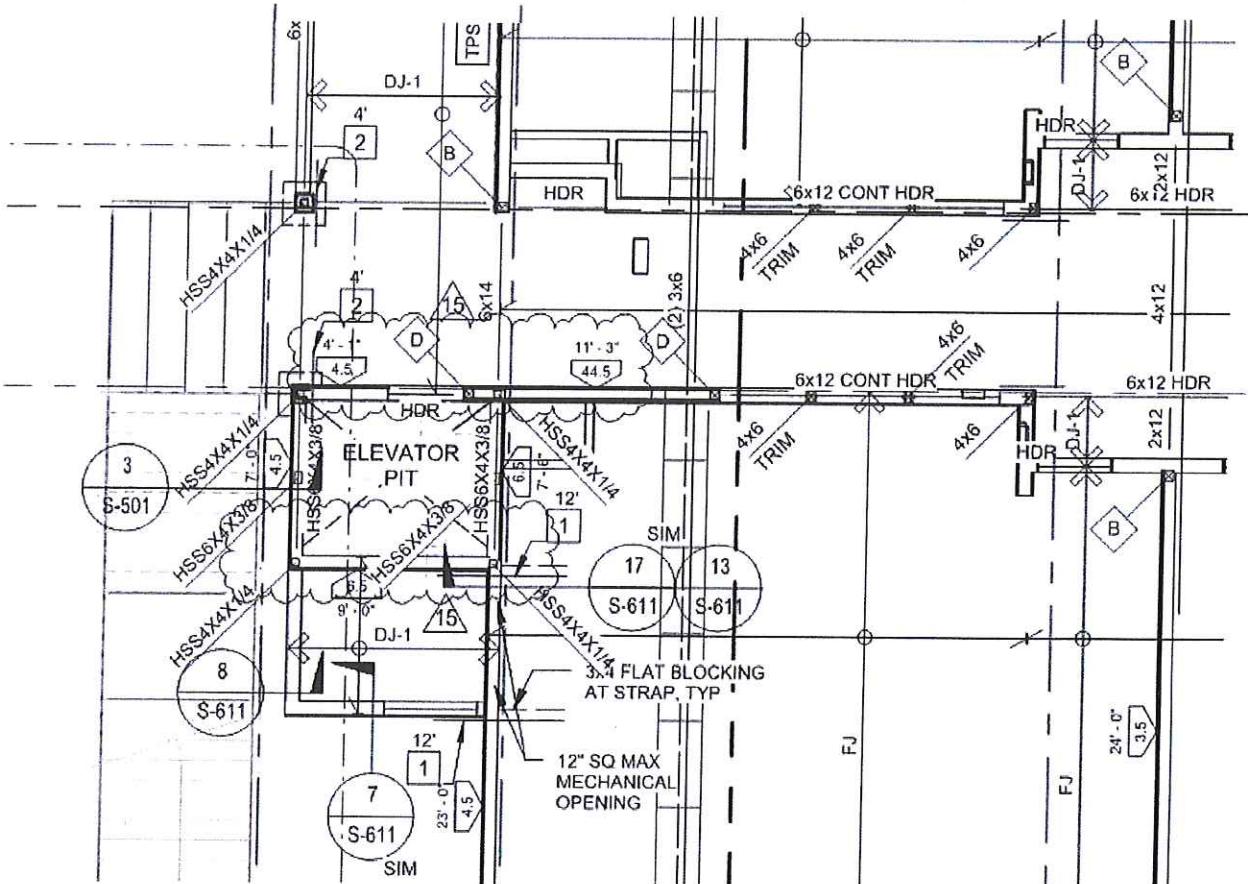 6x
TPS
DJ-1
4'
2
B
B
HDR
HDR
DJ-1
2x12
6x12 CONT HDR
6x12 HDR
HSS4X4X1/4
4x6
TRIM
4x6
TRIM
4x6
4'
2
15
6x14
(2) 3x6
4x12
D
D
4' - 1"
4.5
11' - 3"
44.5
4x6
TRIM
HDR
6x12 CONT HDR
6x12 HDR
HSS4X4X1/4
ELEVATOR
PIT
HSS6X4X3/8
HSS6X4X3/8
HSS4X4X1/4
4x6
TRIM
4x6
HDR
DJ-1
2x12
3
S-501
7' - 0"
4.5
6.5
7' - 6"
12'
1
B
HSS6X4X3/8
HSS6X4X3/8
SIM
17
S-611
13
S-611
6.5
9' - 0"
15
HSS4X4X1/4
HSS4X4X1/4
DJ-1
8
S-611
3x4 FLAT BLOCKING
AT STRAP, TYP
12'
1
12" SQ MAX
MECHANICAL
OPENING
FJ
FJ
24' - 0"
3.5
7
S-611
SIM
23' - 0"
4.5